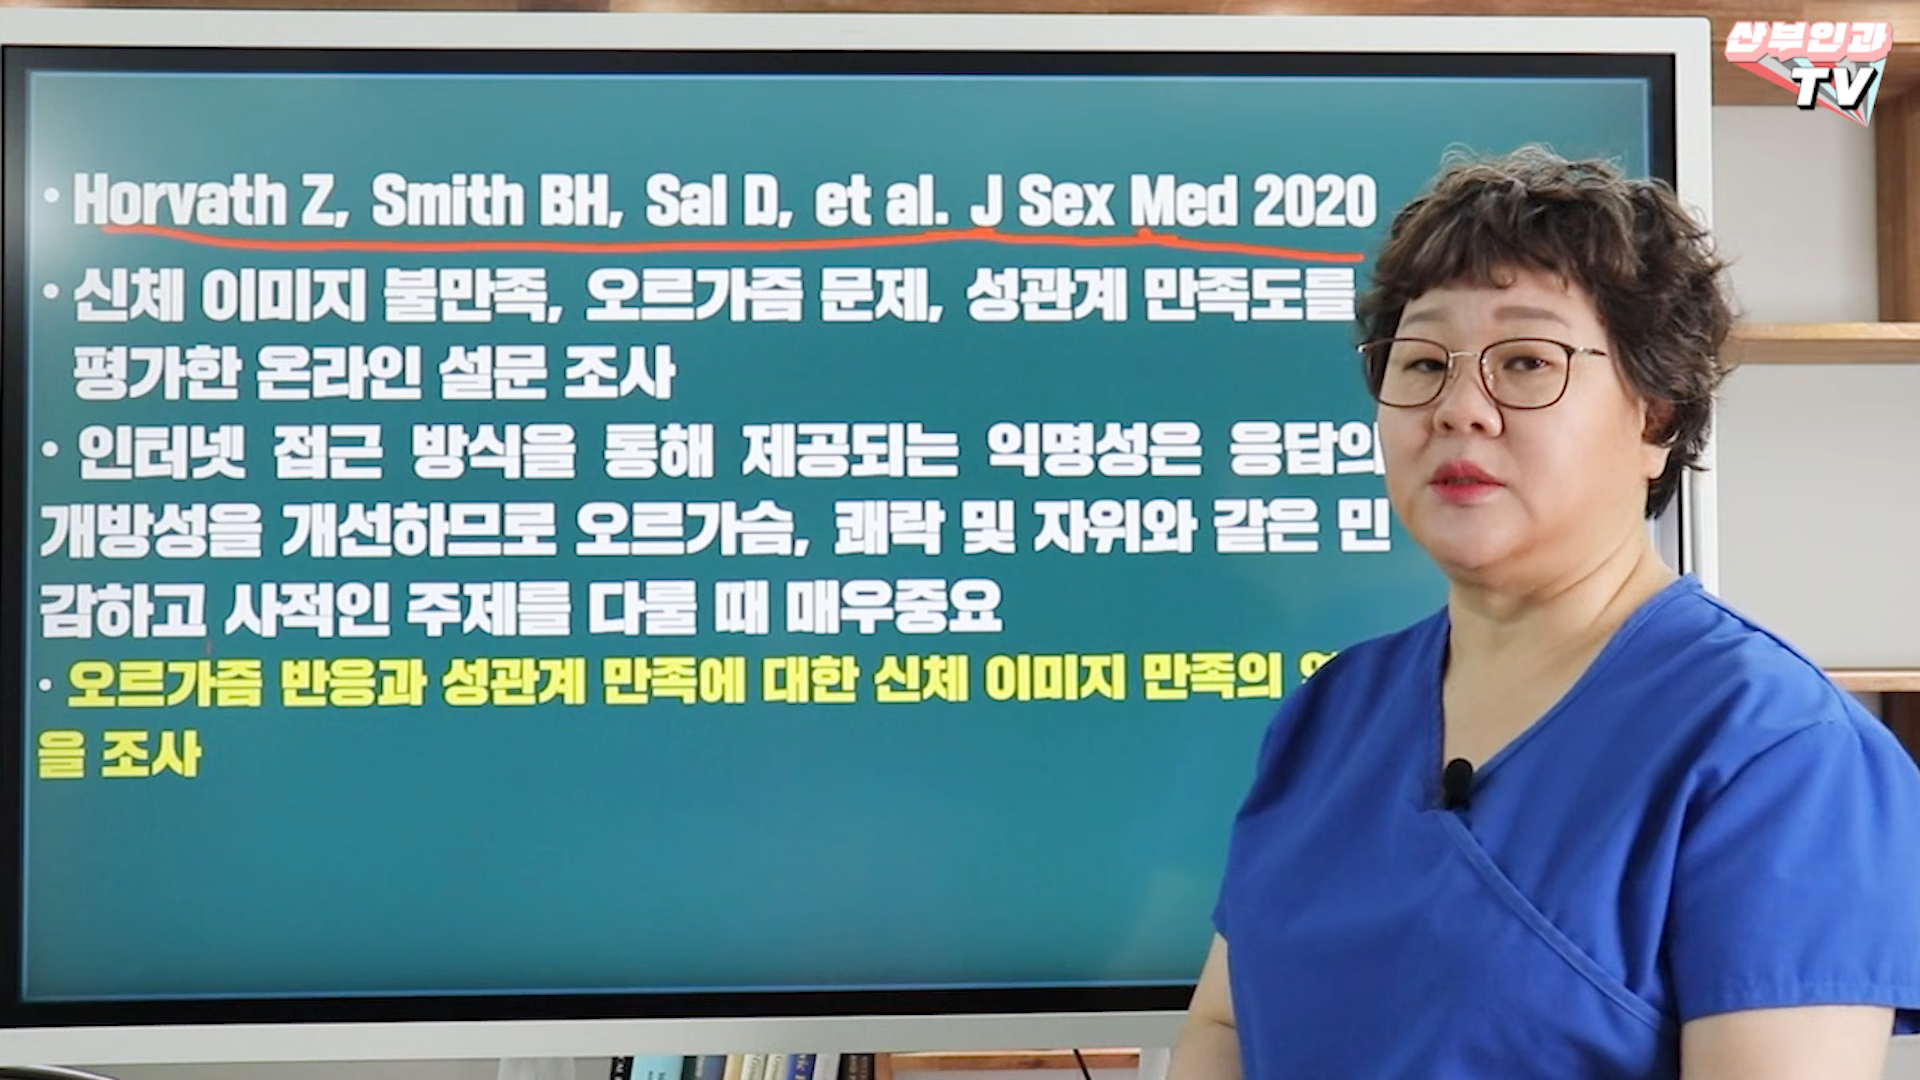 산부인과
TV
• Horvath Z, Smith BH, Sal D, et al. J Sex Med 2020
• 신체 이미지 불만족, 오르가즘 문제, 성관계 만족도를
평가한 온라인 설문 조사
• 인터넷 접근 방식을 통해 제공되는 익명성은 응답의
개방성을 개선하므로 오르가슴, 쾌락 및 자위와 같은 민
감하고 사적인 주제를 다룰 때 매우중요
• 오르가즘 반응과 성관계 만족에 대한 신체 이미지 만족의
을 조사